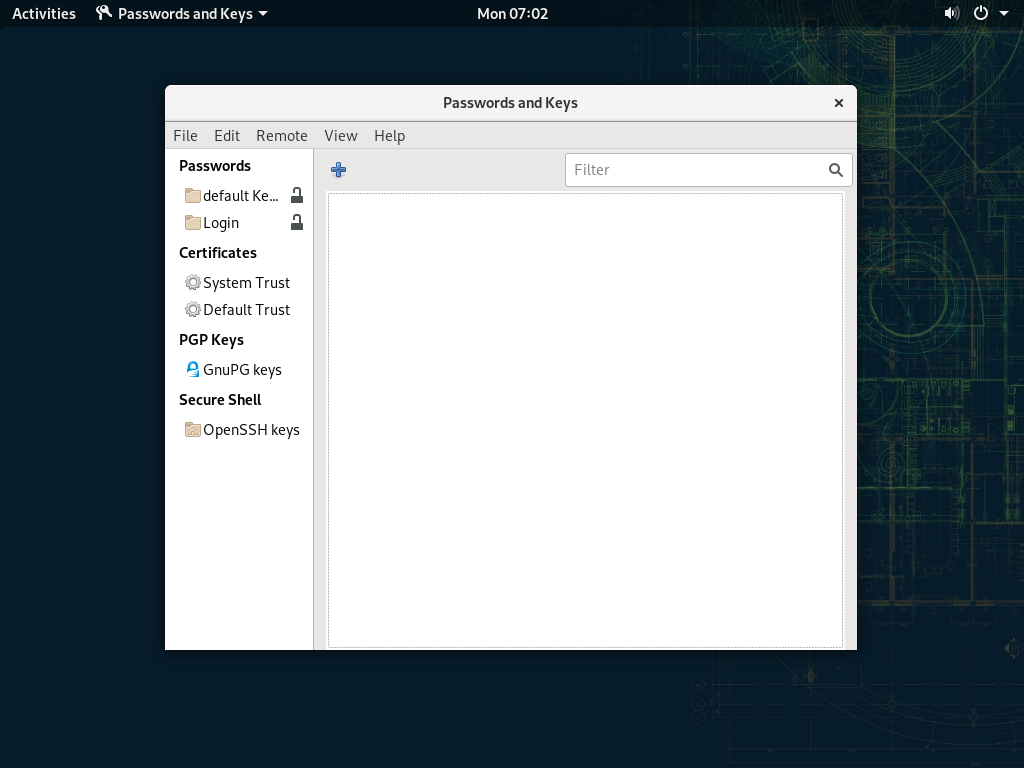 Activities Passwords and Keys Mon 07:02
Passwords and Keys
File Edit Remote View Help
Passwords
default Ke...
Login
Certificates
System Trust
Default Trust
PGP Keys
GnuPG keys
Secure Shell
OpenSSH keys
Filter